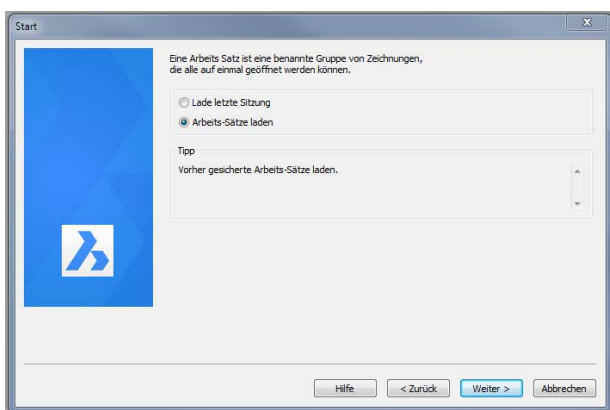 Start
Eine Arbeits Satz ist eine benannte Gruppe von Zeichnungen,
die alle auf einmal geöffnet werden können.
Lade letzte Sitzung
Arbeits-Sätze laden
Tipp
Vorher gesicherte Arbeits-Sätze laden.
Hilfe
< Zurück
Weiter >
Abbrechen